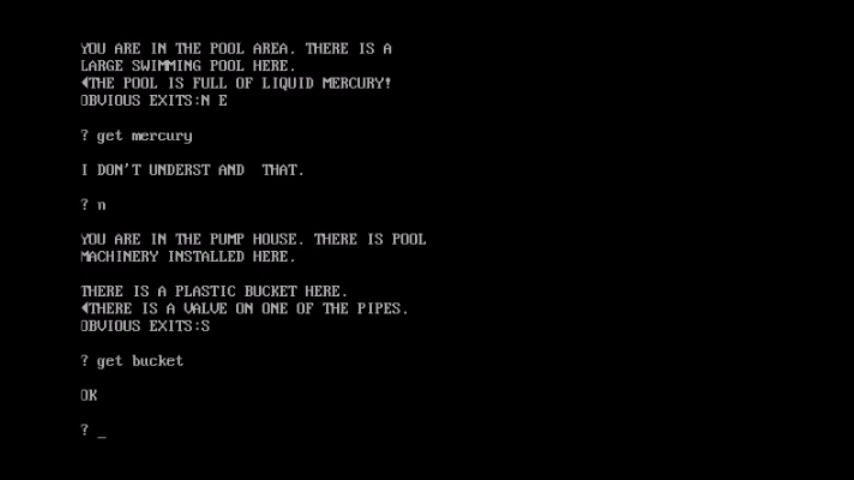 YOU ARE IN THE POOL AREA. THERE IS A
LARGE SWIMMING POOL HERE.
◄THE POOL IS FULL OF LIQUID MERCURY!
OBVIOUS EXITS:N E
? get mercury
I DON'T UNDERST AND  THAT.
? n
YOU ARE IN THE PUMP HOUSE. THERE IS POOL
MACHINERY INSTALLED HERE.
THERE IS A PLASTIC BUCKET HERE.
◄THERE IS A VALVE ON ONE OF THE PIPES.
OBVIOUS EXITS:S
? get bucket
OK
? _